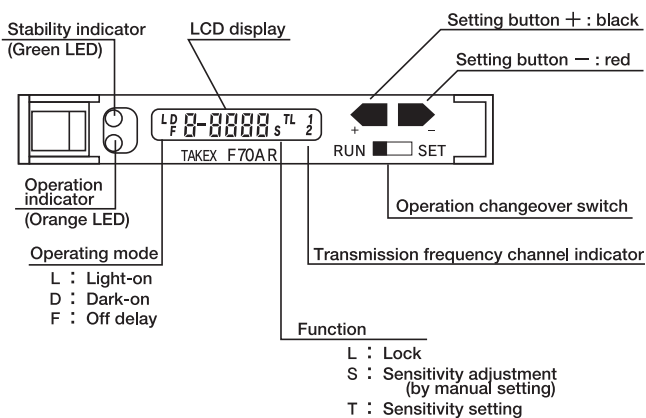 Stability indicator
(Green LED)
LCD display
Setting button + : black
Setting button − : red
L D F 8-8888 S TL 1 2
+ −
TAKEX F70AR
RUN SET
Operation
indicator
(Orange LED)
Operation changeover switch
Operating mode
L : Light-on
D : Dark-on
F : Off delay
Transmission frequency channel indicator
Function
L : Lock
S : Sensitivity adjustment
(by manual setting)
T : Sensitivity setting